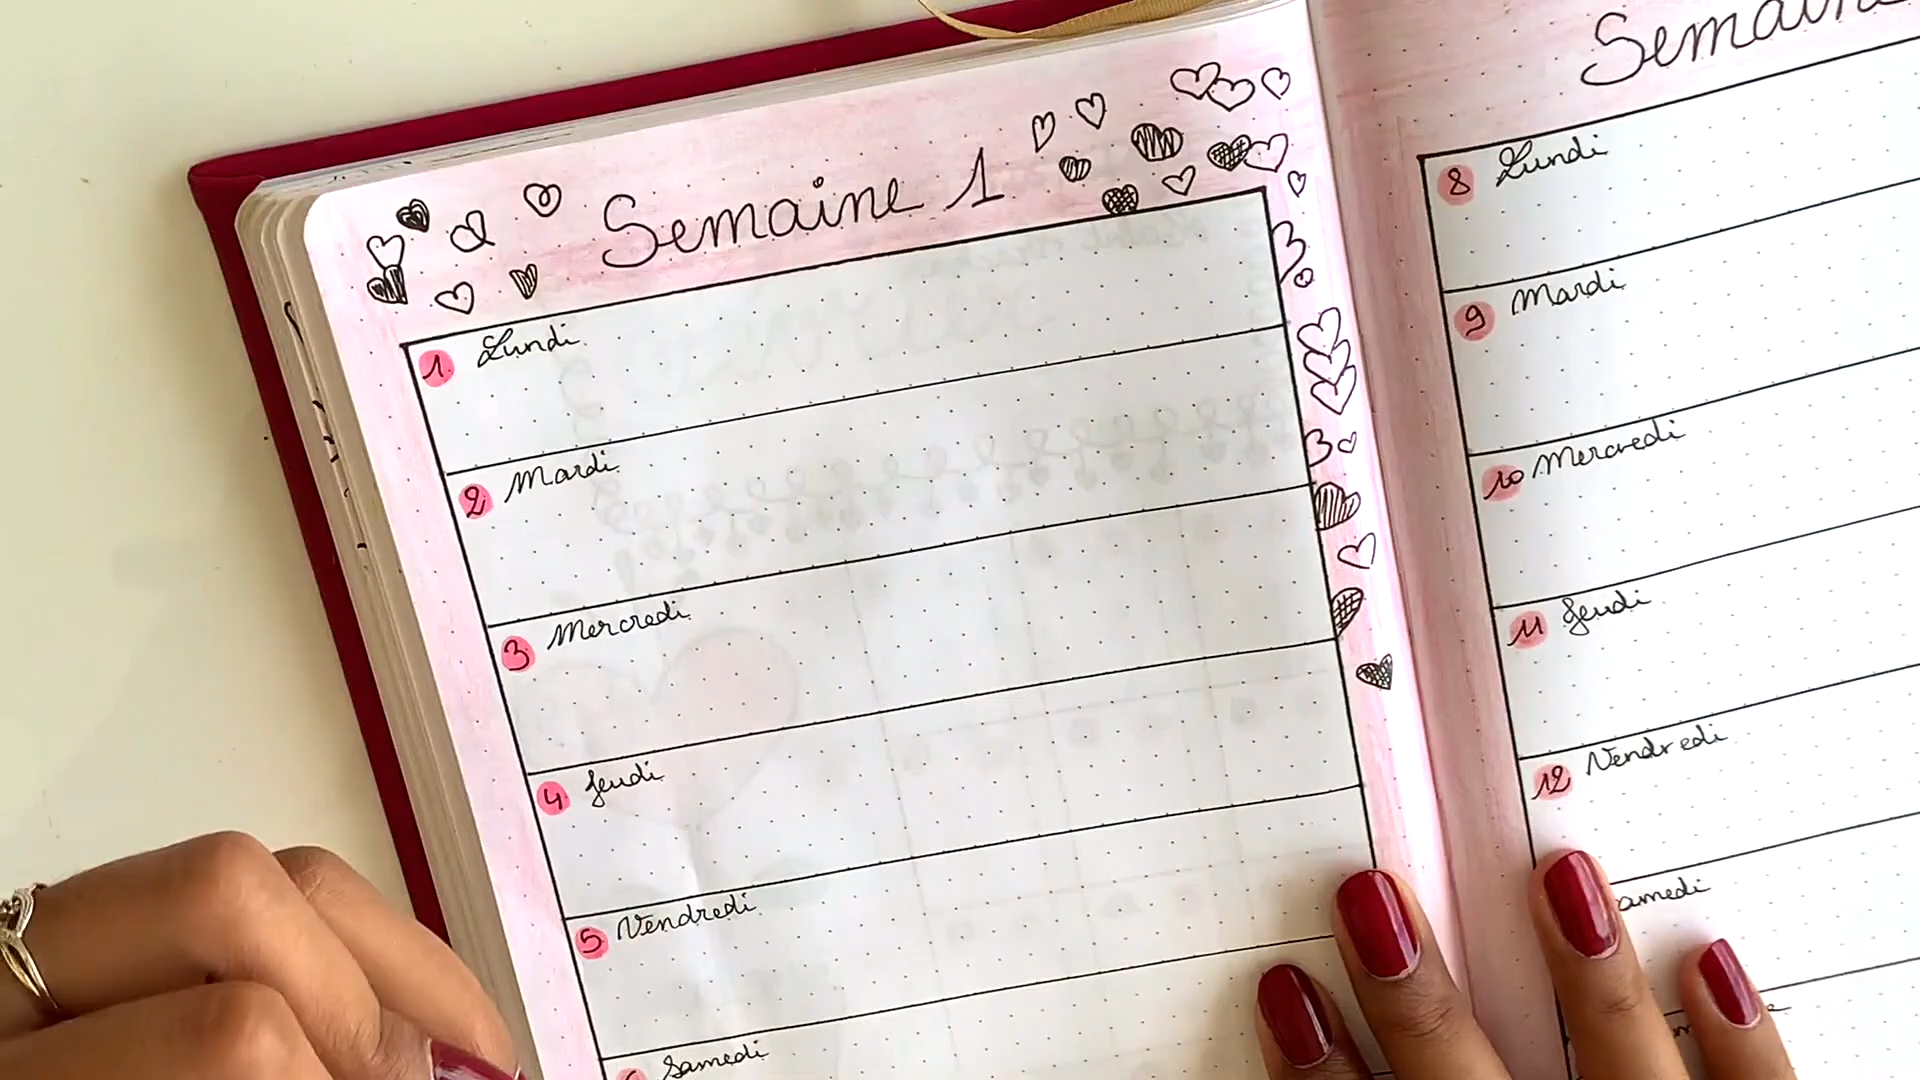 Semaine 1
1 Lundi
2 Mardi
3 Mercredi
4 Jeudi
5 Vendredi
Samedi
8 Lundi
9 Mardi
10 Mercredi
11 Jeudi
12 Vendredi
amedi